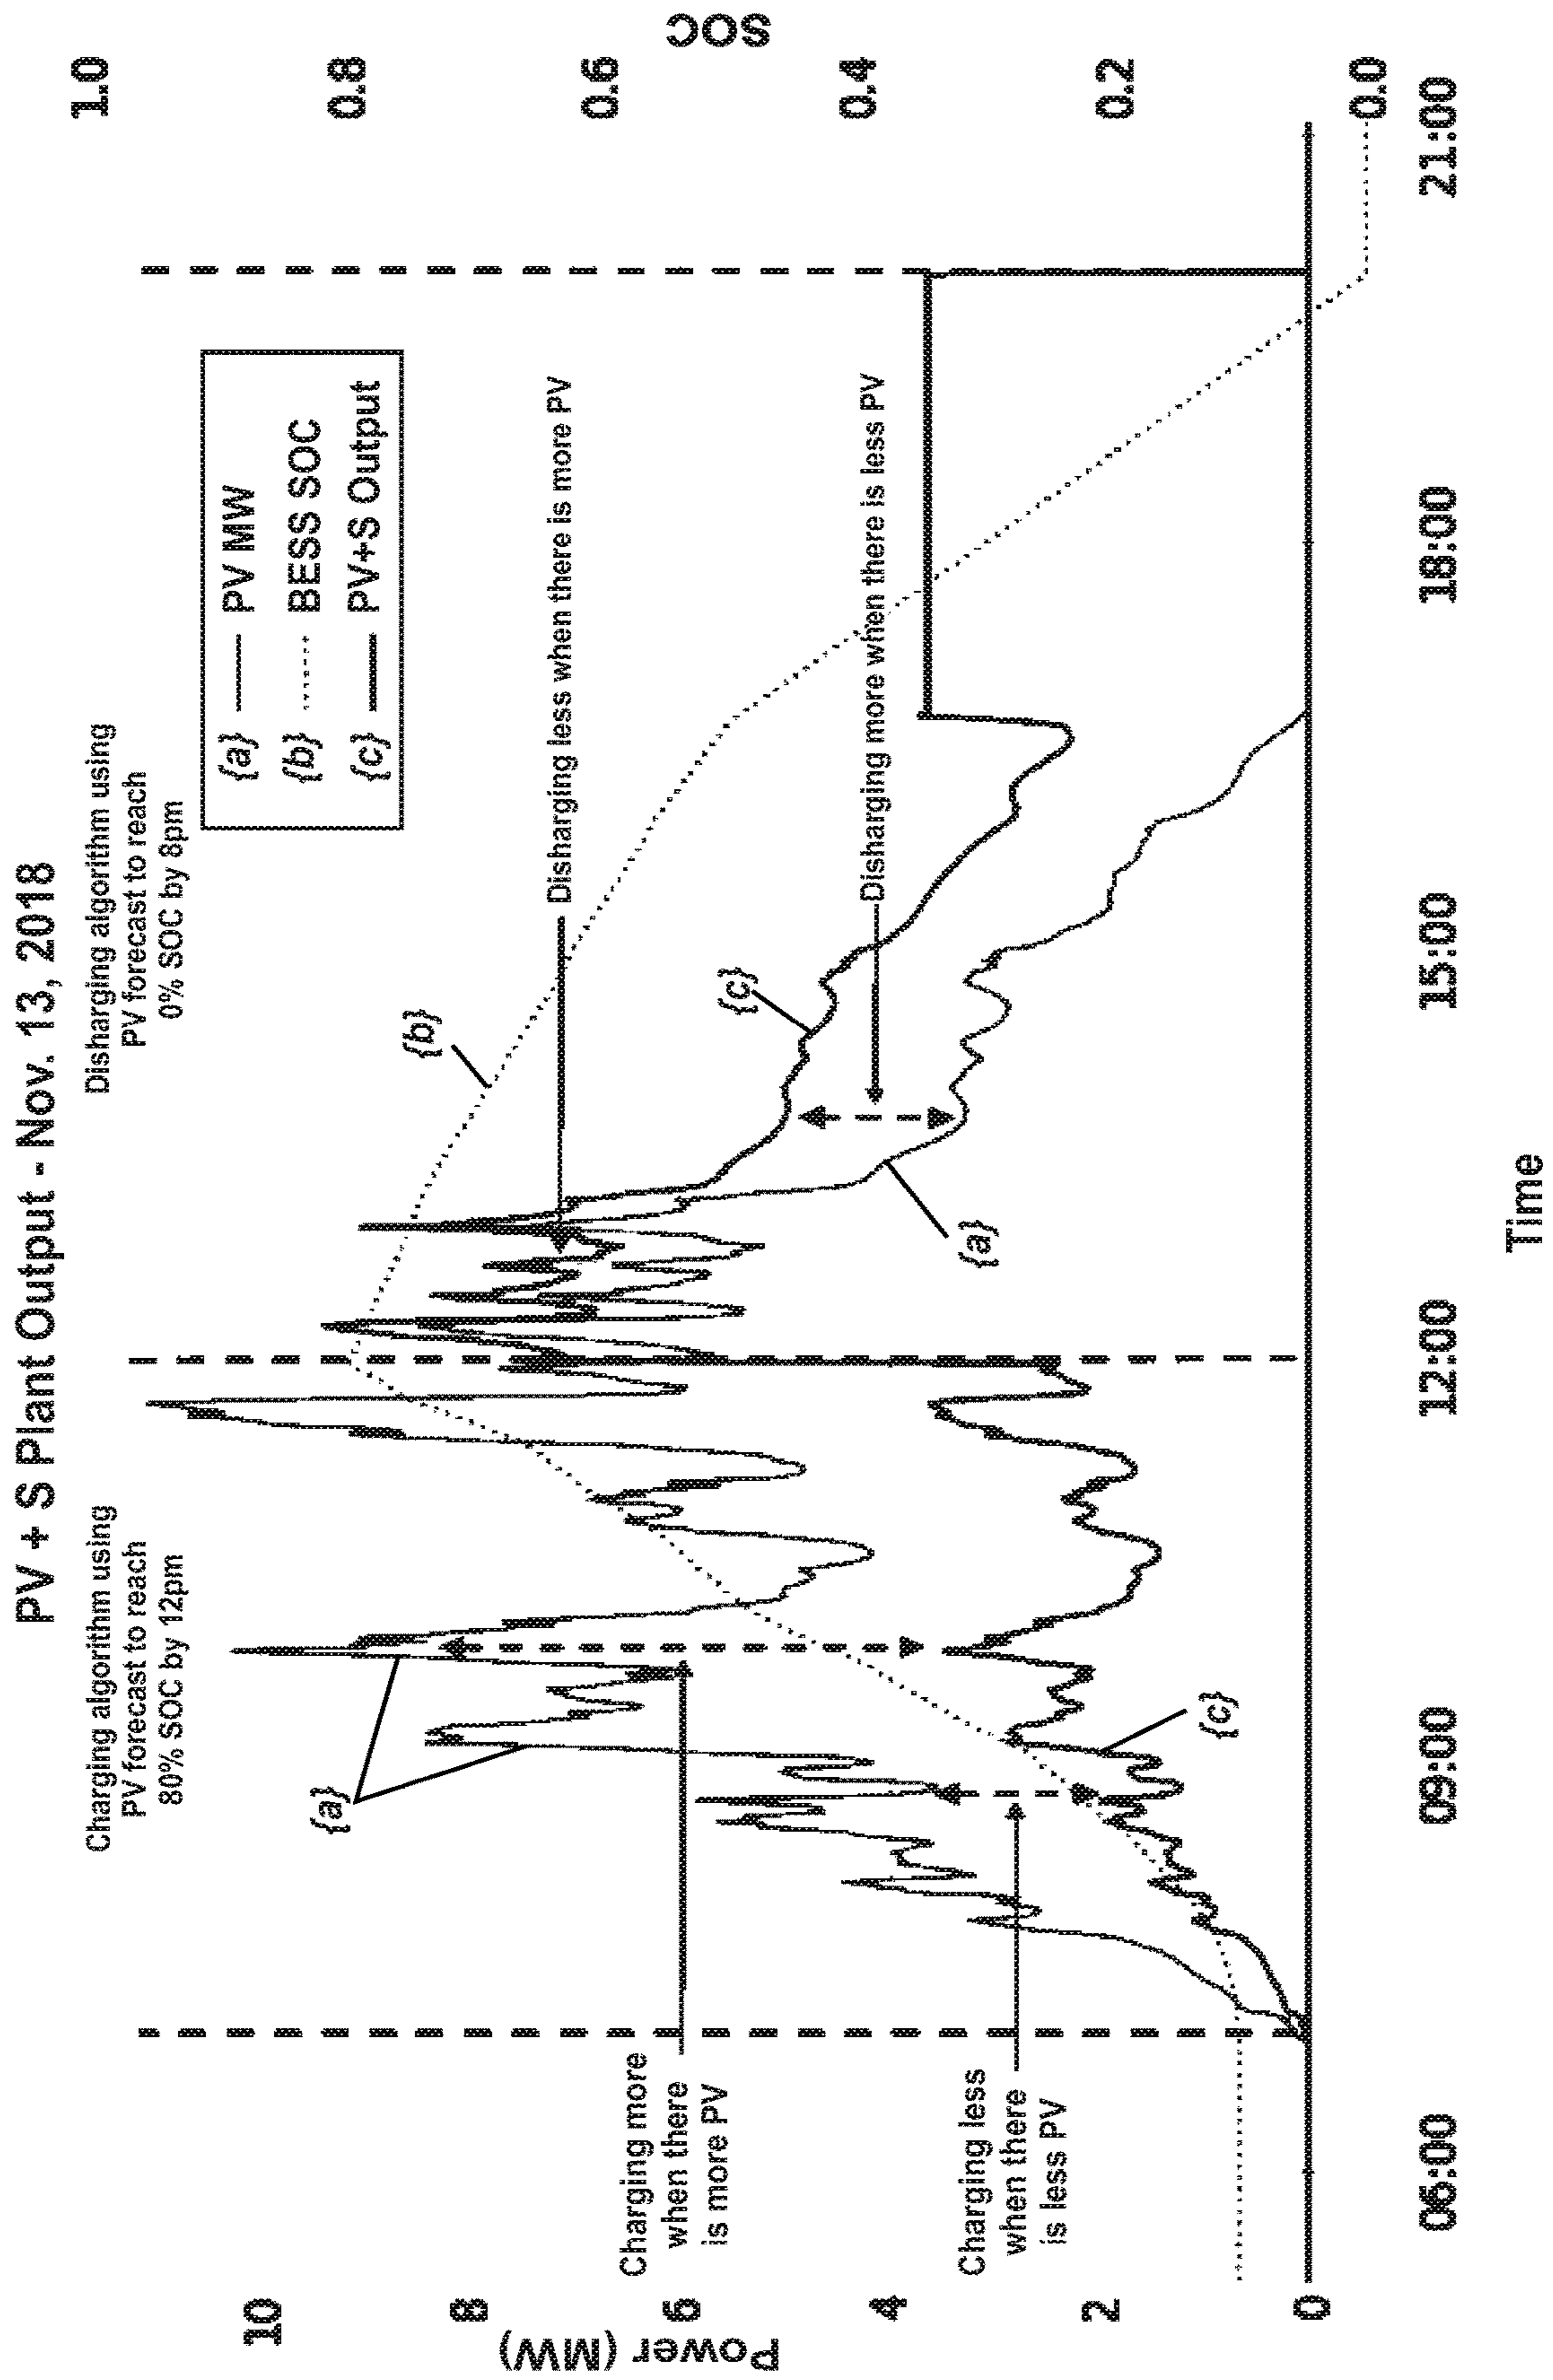 PV + S Plant Output - Nov. 13, 2018
Charging algorithm using
PV forecast to reach
80% SOC by 12pm
Disharging algorithm using
PV forecast to reach
0% SOC by 8pm
{a} PV MW
{b} BESS SOC
{c} PV+S Output
Charging more
when there
is more PV
Charging less
when there
is less PV
{a}
{c}
{b}
{c}
{a}
Disharging less when there is more PV
Disharging more when there is less PV
Power (MW)
10
8
6
4
2
0
SOC
1.0
0.8
0.6
0.4
0.2
0.0
06:00
09:00
12:00
15:00
18:00
21:00
Time